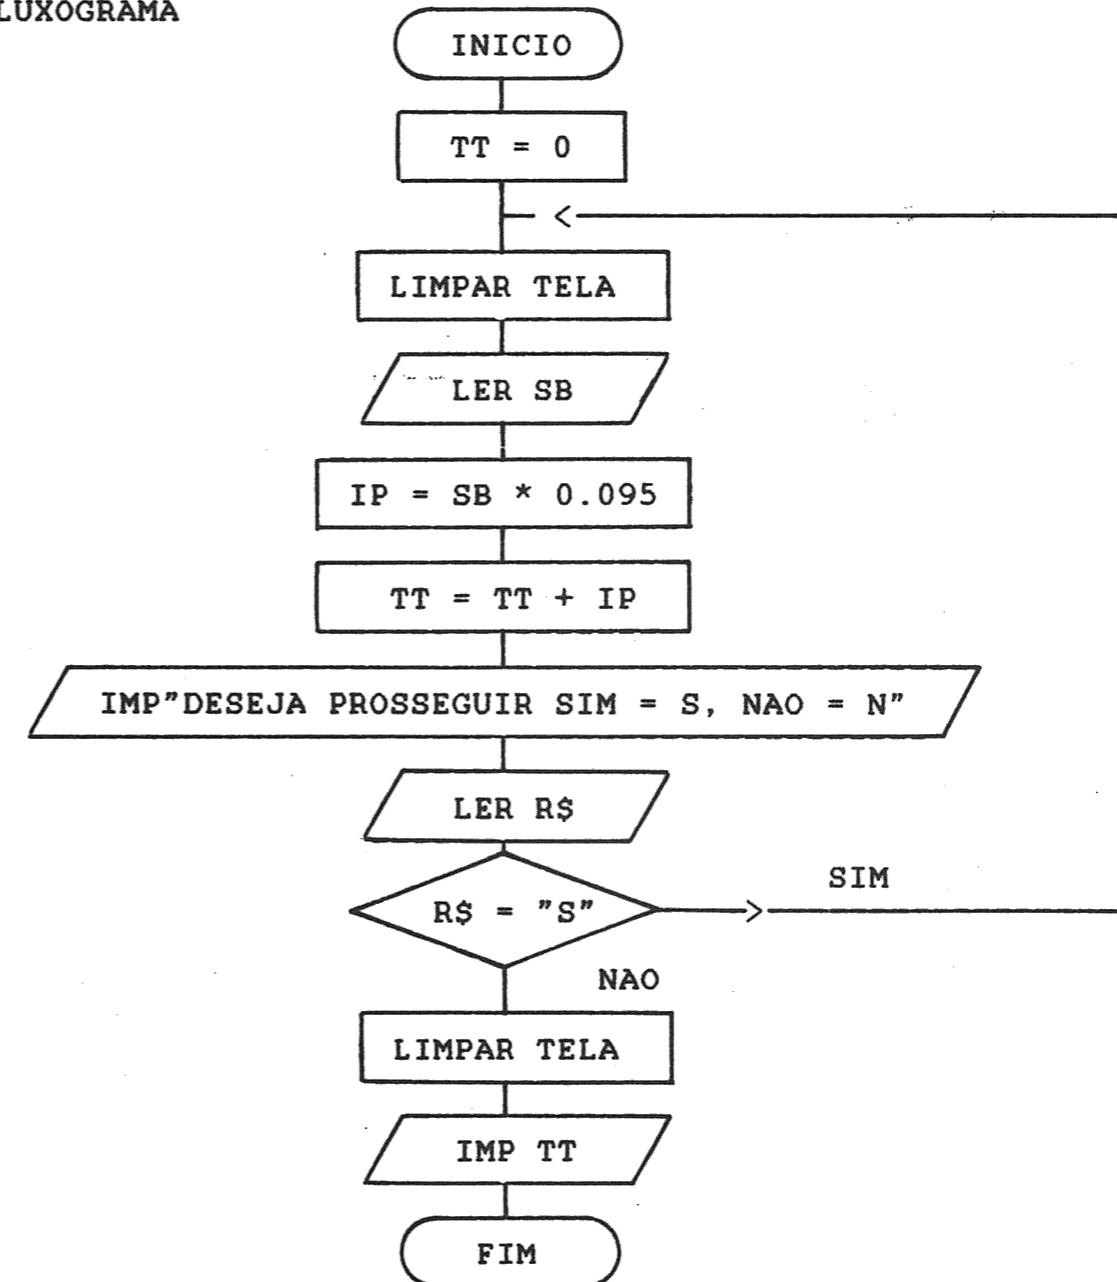 LUXOGRAMA
INICIO
TT = 0
LIMPAR TELA
LER SB
IP = SB * 0.095
TT = TT + IP
IMP"DESEJA PROSSEGUIR SIM = S, NAO = N"
LER R$
SIM
R$ = "S"
NAO
LIMPAR TELA
IMP TT
FIM